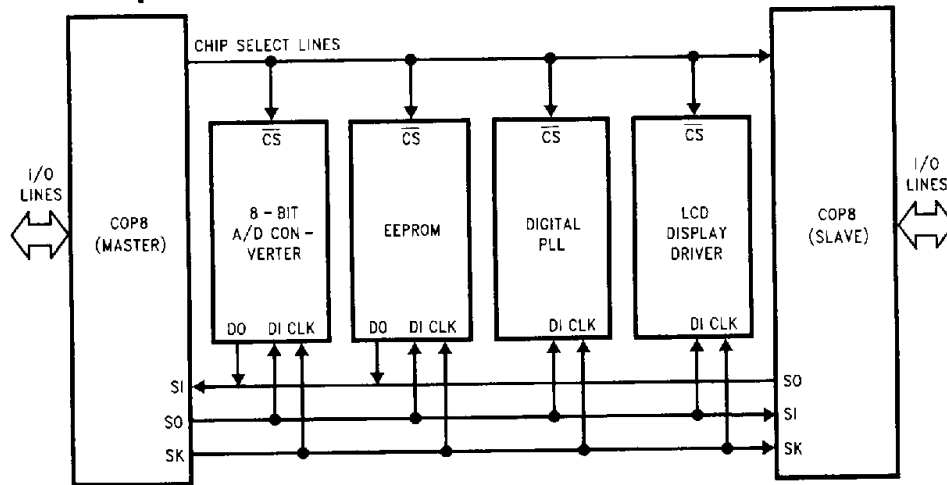 CHIP SELECT LINES
CS
CS
CS
CS
I/O
LINES
COP8
(MASTER)
8-BIT
A/D CON-
VERTER
EEPROM
DIGITAL
PLL
LCD
DISPLAY
DRIVER
COP8
(SLAVE)
I/O
LINES
DO DI CLK
DO DI CLK
DI CLK
DI CLK
SI
SO
SO
SI
SK
SK